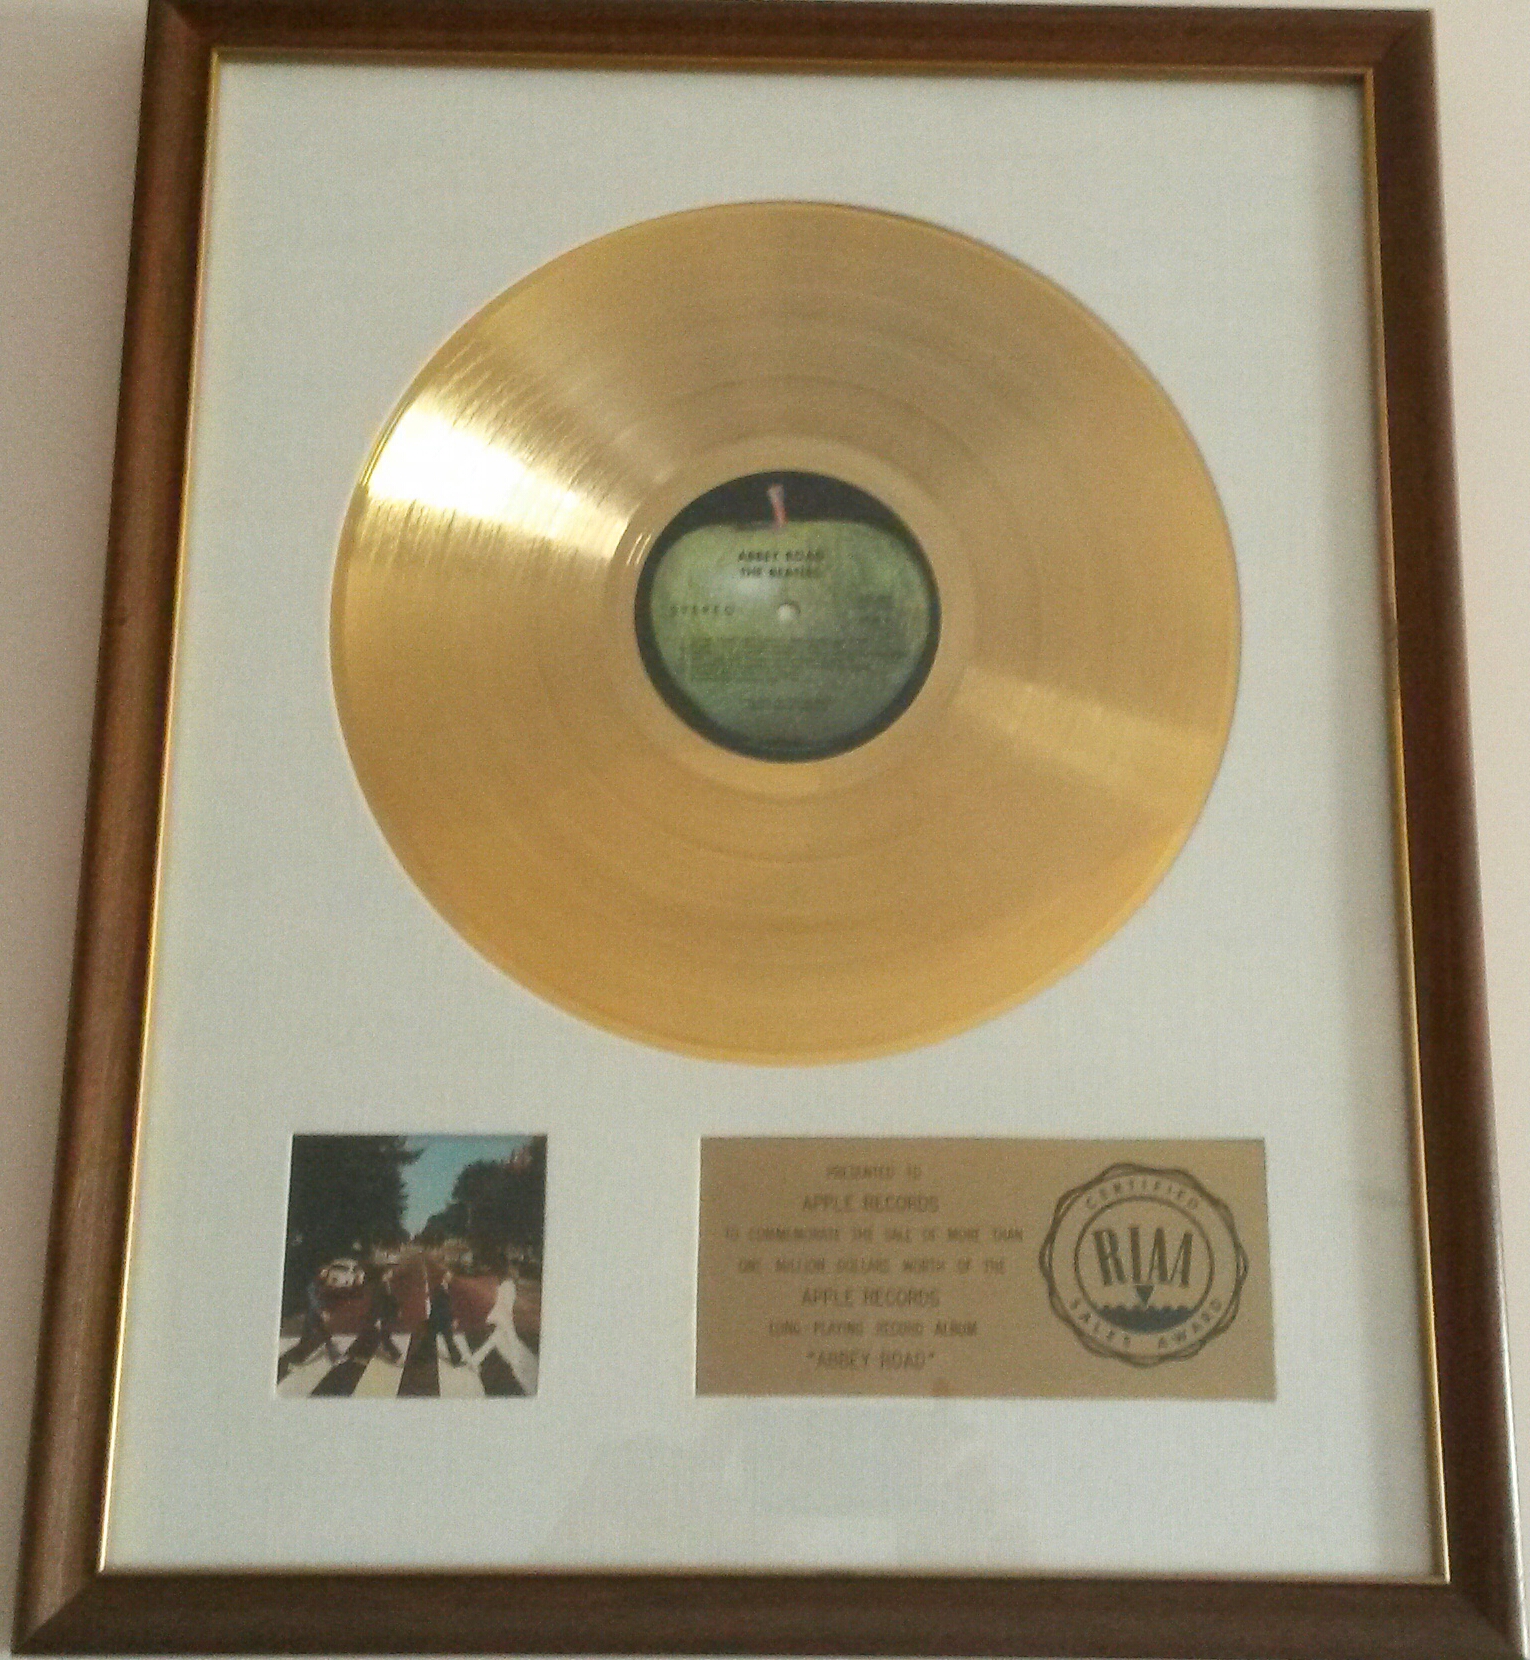 ABBEY ROAD
THE BEATLES
STEREO
PRESENTED TO
APPLE RECORDS
TO COMMEMORATE THE SALE OF MORE THAN
ONE MILLION DOLLARS WORTH OF THE
APPLE RECORDS
LONG PLAYING RECORD ALBUM
"ABBEY ROAD"
CERTIFIED
RIAA
SALES AWARD